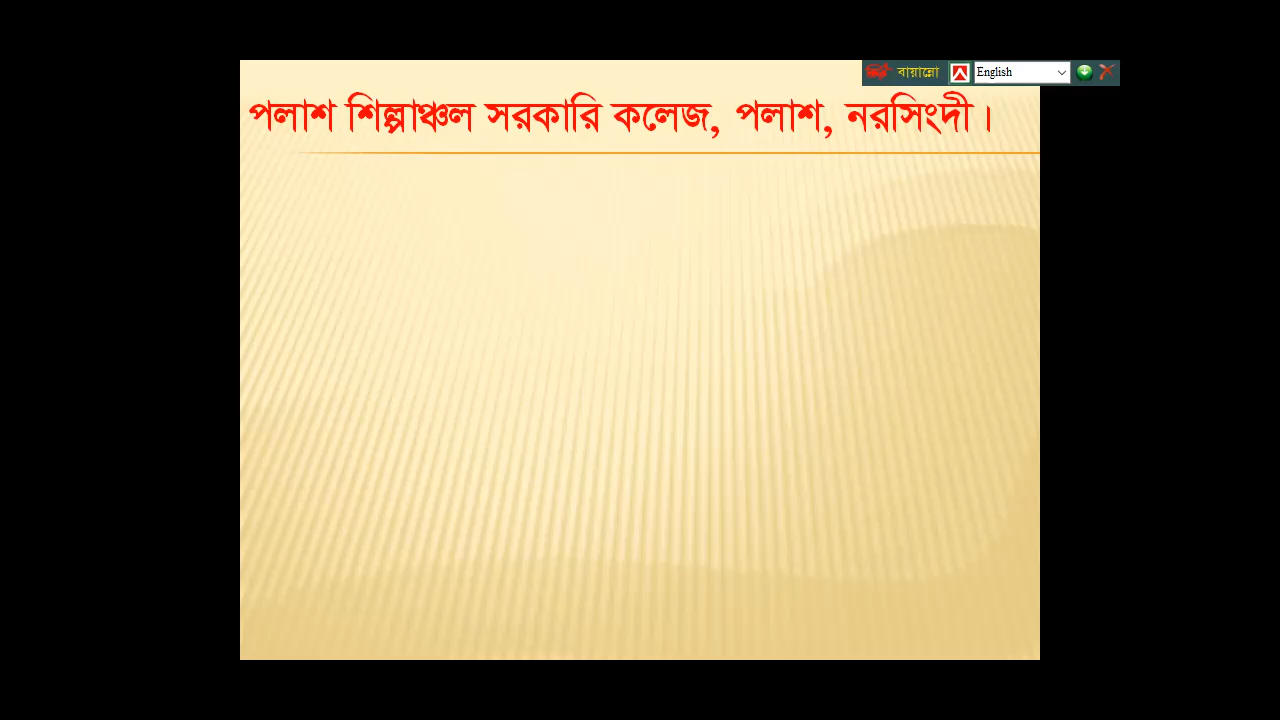 বায়ান্নো English
পলাশ শিল্পাঞ্চল সরকারি কলেজ, পলাশ, নরসিংদী।